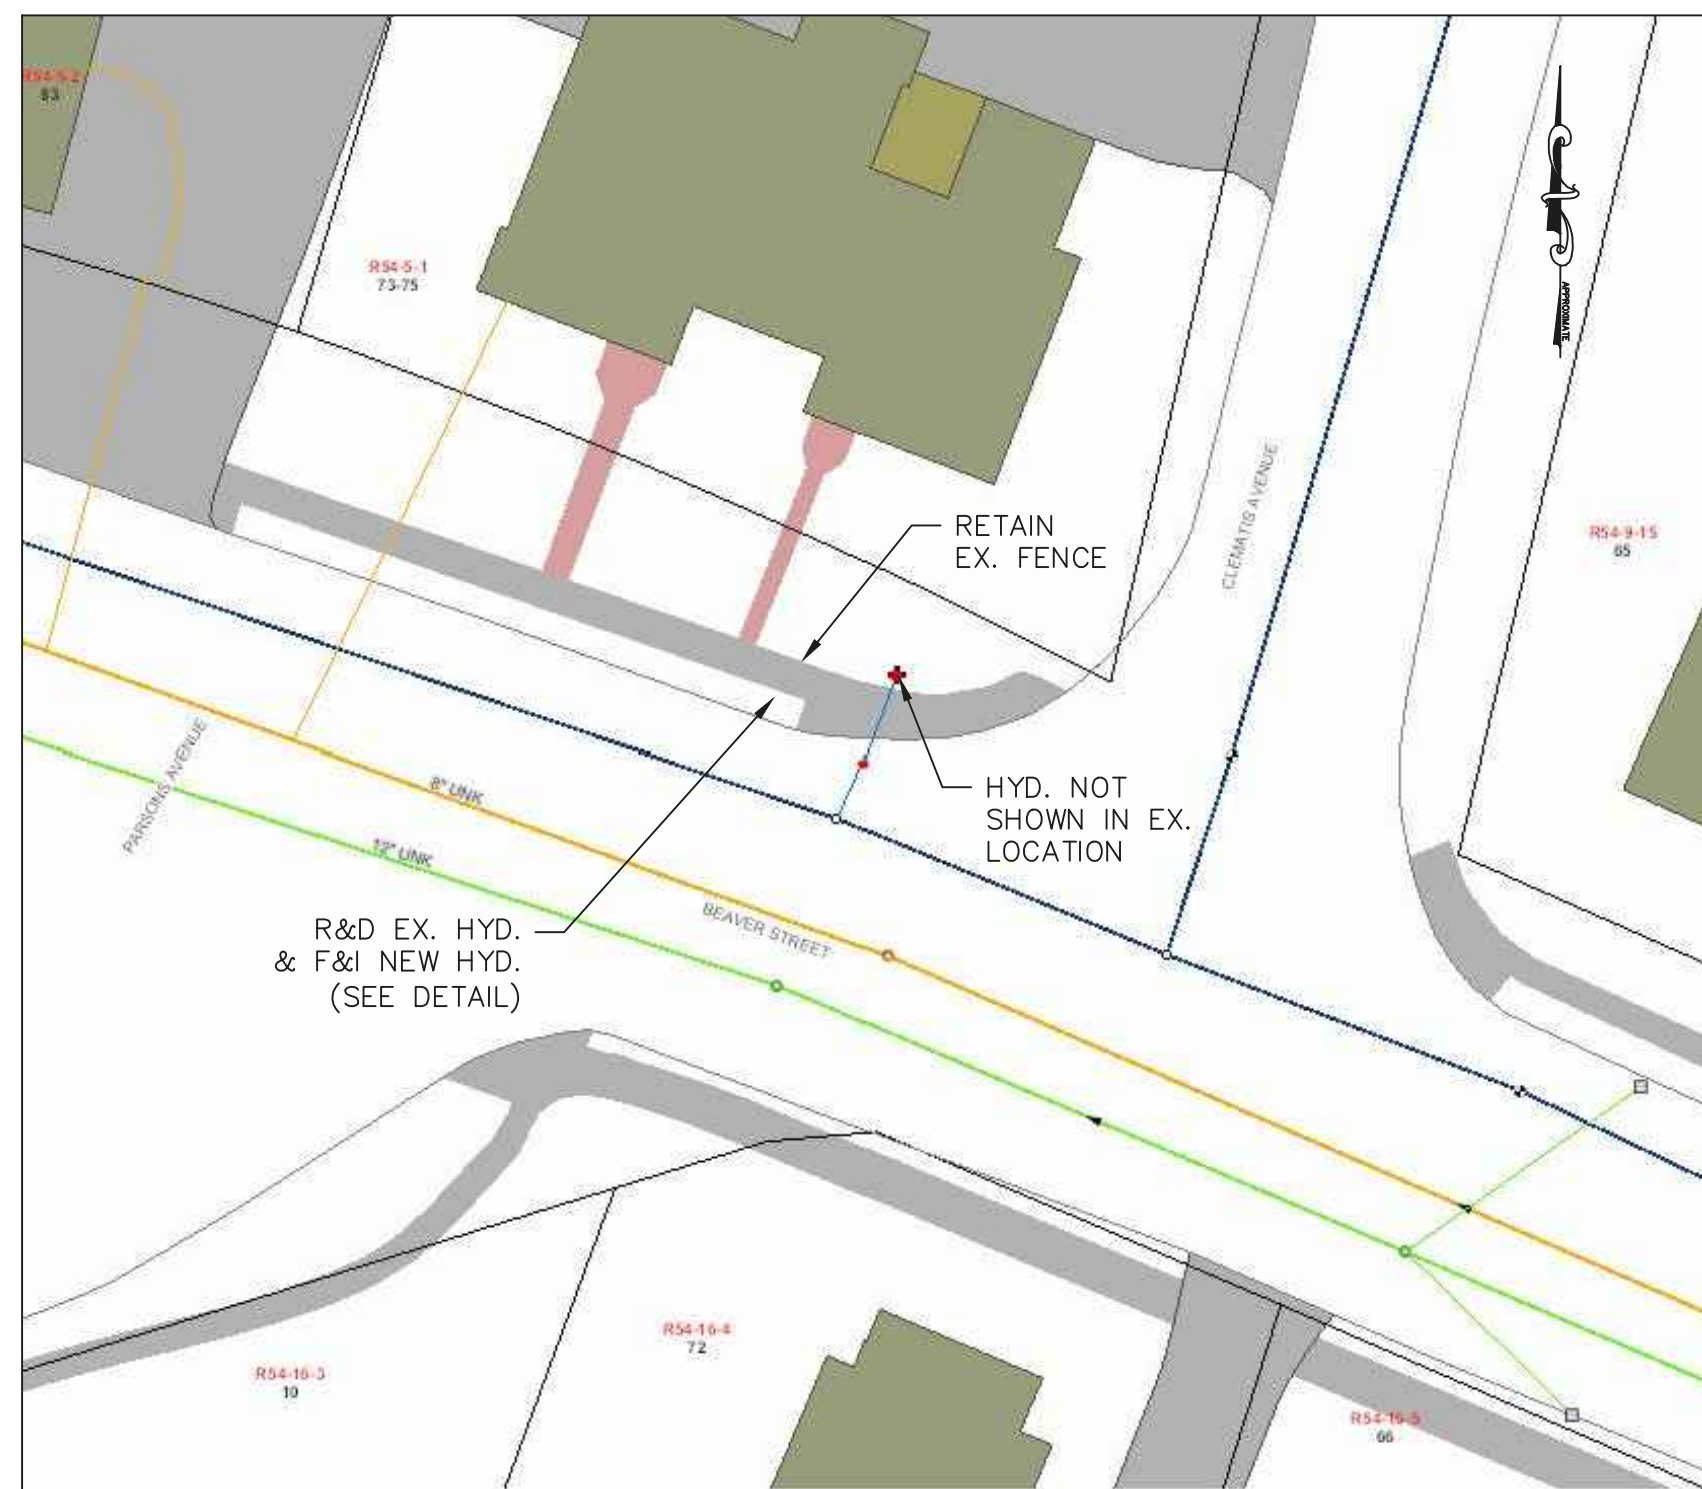 R54-5-2
83
R54-5-1
73-75
APPROXIMATE
RETAIN
EX. FENCE
CLEMATIS AVENUE
R54-9-15
65
HYD. NOT
SHOWN IN EX.
LOCATION
PARSONS AVENUE
8" UNK
12" UNK
BEAVER STREET
R&D EX. HYD.
& F&I NEW HYD.
(SEE DETAIL)
R54-16-4
72
R54-16-3
10
R54-16-5
66